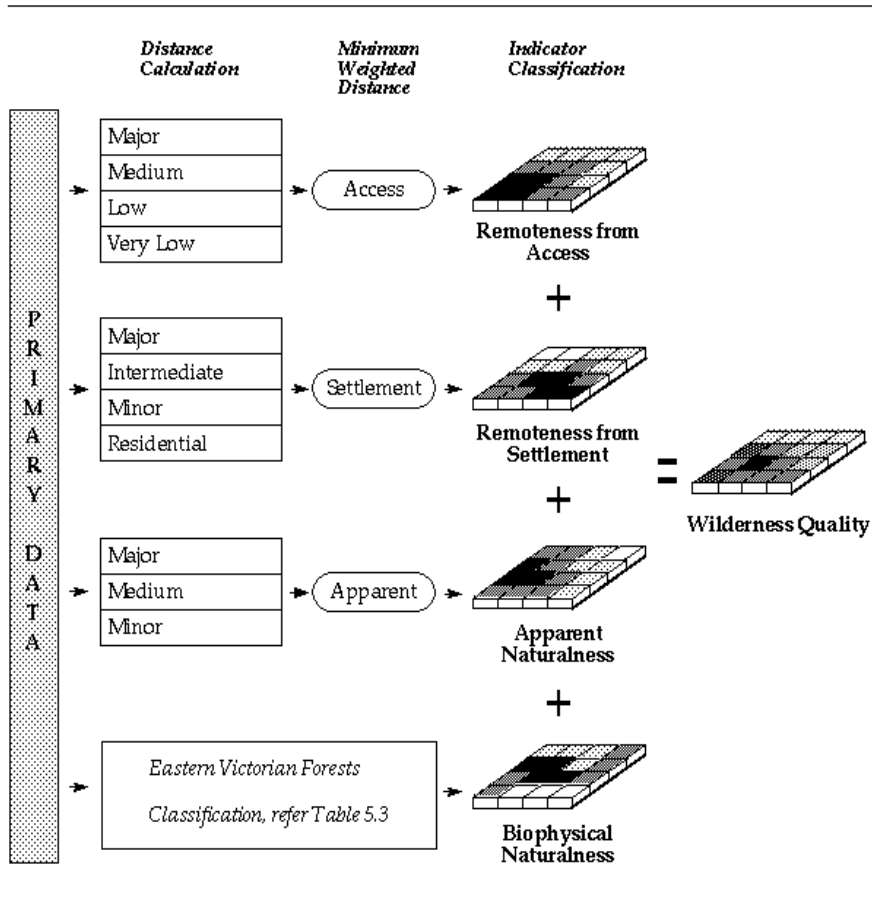 Distance
Calculation
Minimum
Weighted
Distance
Indicator
Classification
PRIMARY DATA
Major
Medium
Low
Very Low
Access
Remoteness from
Access
+
Major
Intermediate
Minor
Residential
Settlement
Remoteness from
Settlement
=
Wilderness Quality
+
Major
Medium
Minor
Apparent
Apparent
Naturalness
+
Eastern Victorian Forests
Classification, refer Table 5.3
Biophysical
Naturalness